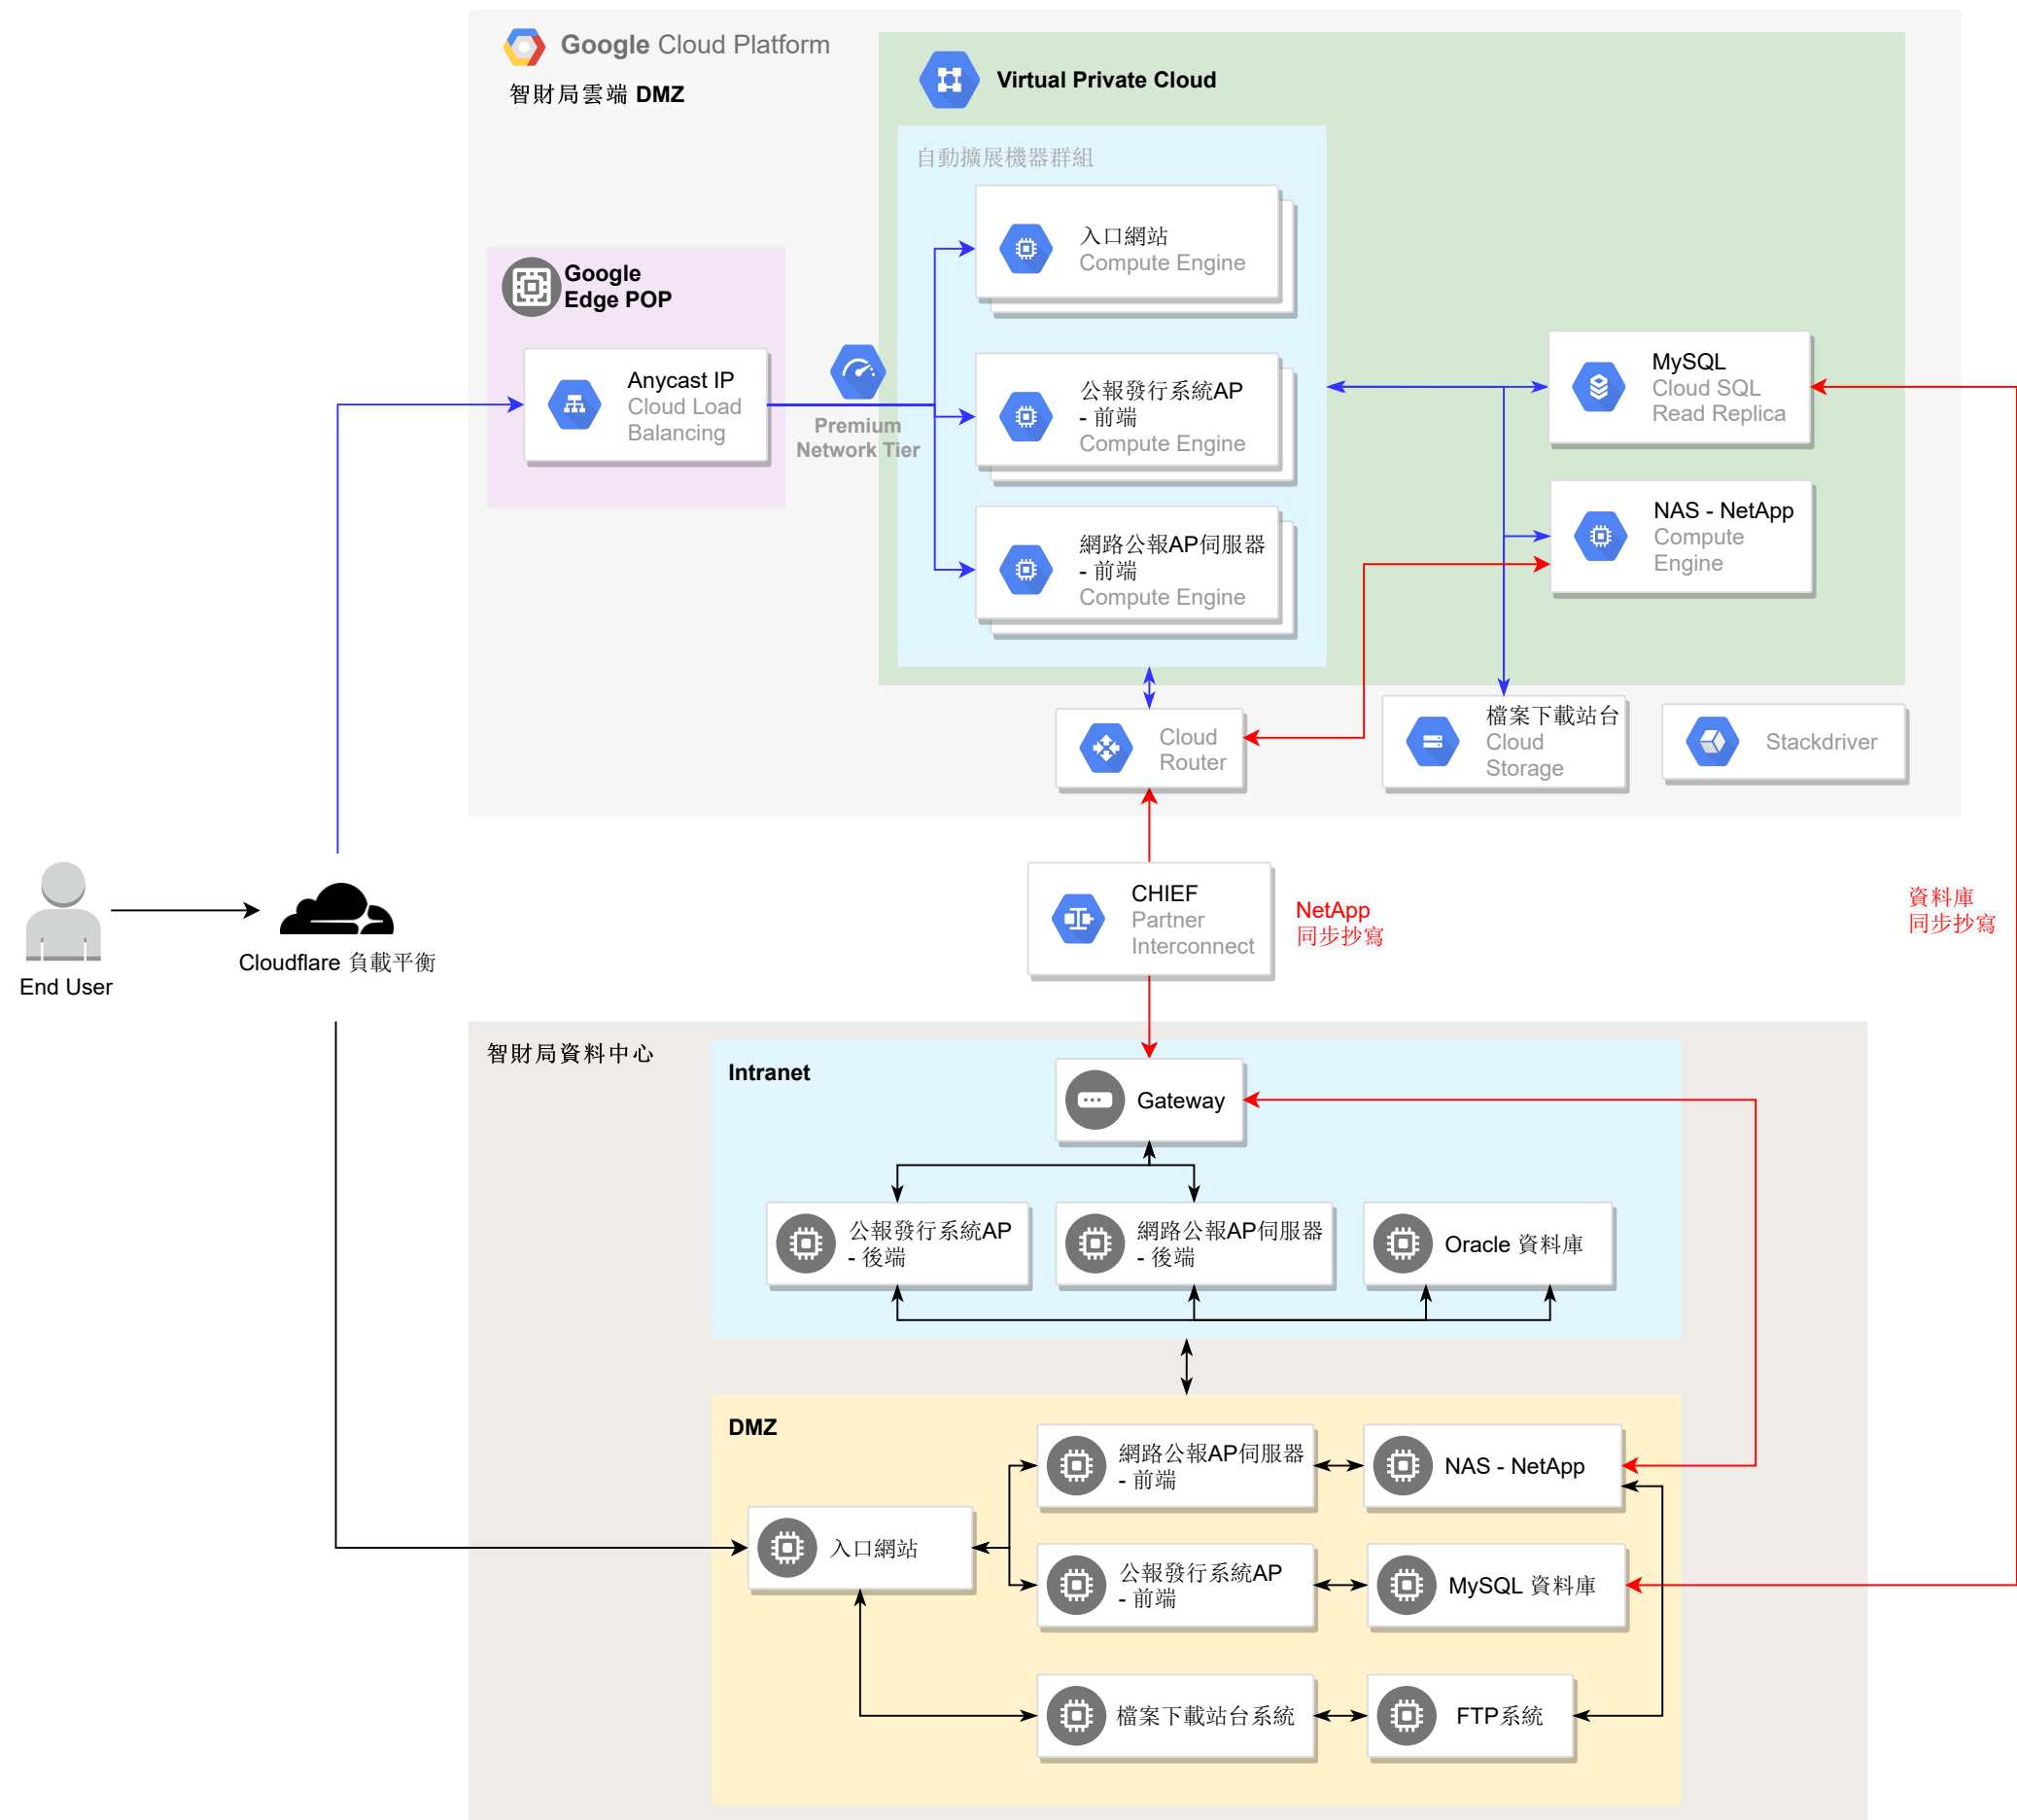 Google Cloud Platform
智財局雲端 DMZ
Virtual Private Cloud
自動擴展機器群組
入口網站
Compute Engine
Google
Edge POP
Anycast IP
Cloud Load
Balancing
Premium
Network Tier
公報發行系統AP
- 前端
Compute Engine
網路公報AP伺服器
- 前端
Compute Engine
MySQL
Cloud SQL
Read Replica
NAS - NetApp
Compute
Engine
Cloud
Router
檔案下載站台
Cloud
Storage
Stackdriver
End User
Cloudflare 負載平衡
CHIEF
Partner
Interconnect
NetApp
同步抄寫
資料庫
同步抄寫
智財局資料中心
Intranet
Gateway
公報發行系統AP
- 後端
網路公報AP伺服器
- 後端
Oracle 資料庫
DMZ
網路公報AP伺服器
- 前端
NAS - NetApp
入口網站
公報發行系統AP
- 前端
MySQL 資料庫
檔案下載站台系統
FTP系統